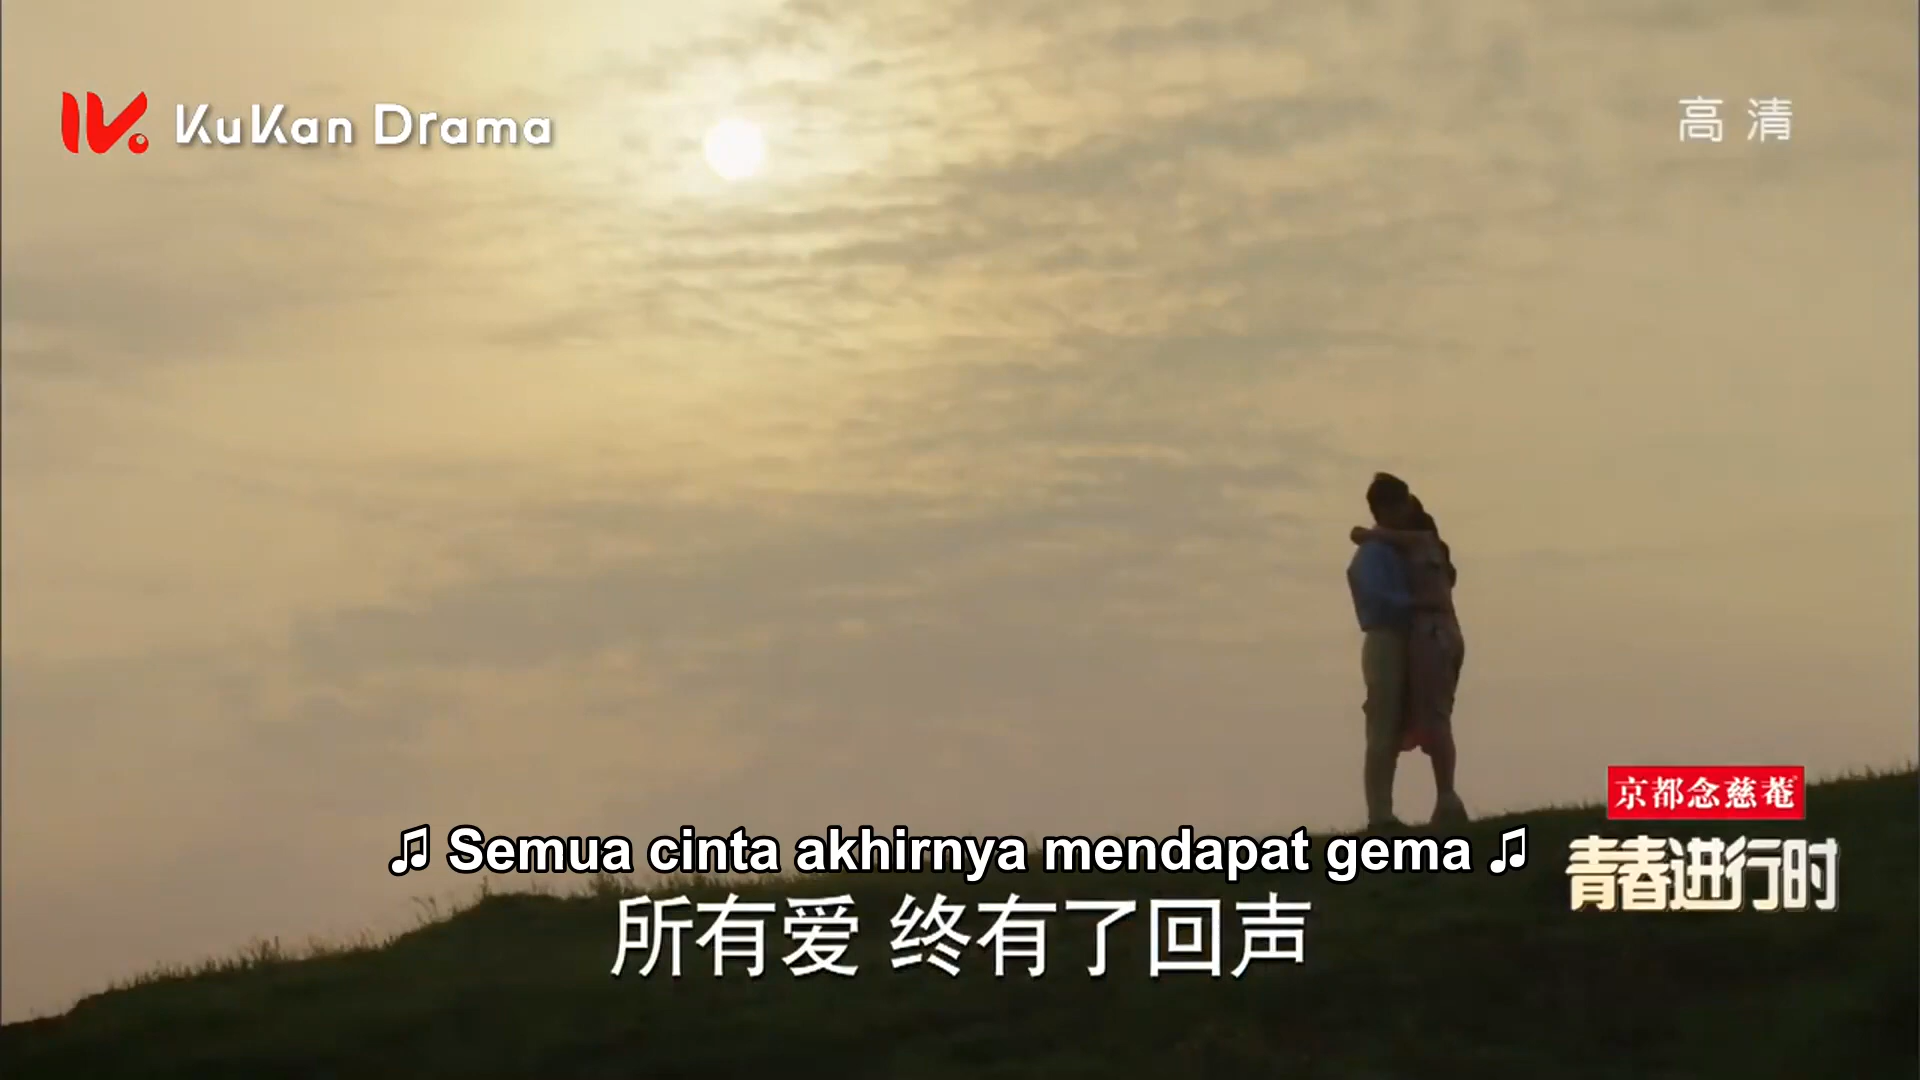 KuKan Drama
高清
京都念慈菴
青春进行时
♫ Semua cinta akhirnya mendapat gema ♫
所有爱 终有了回声